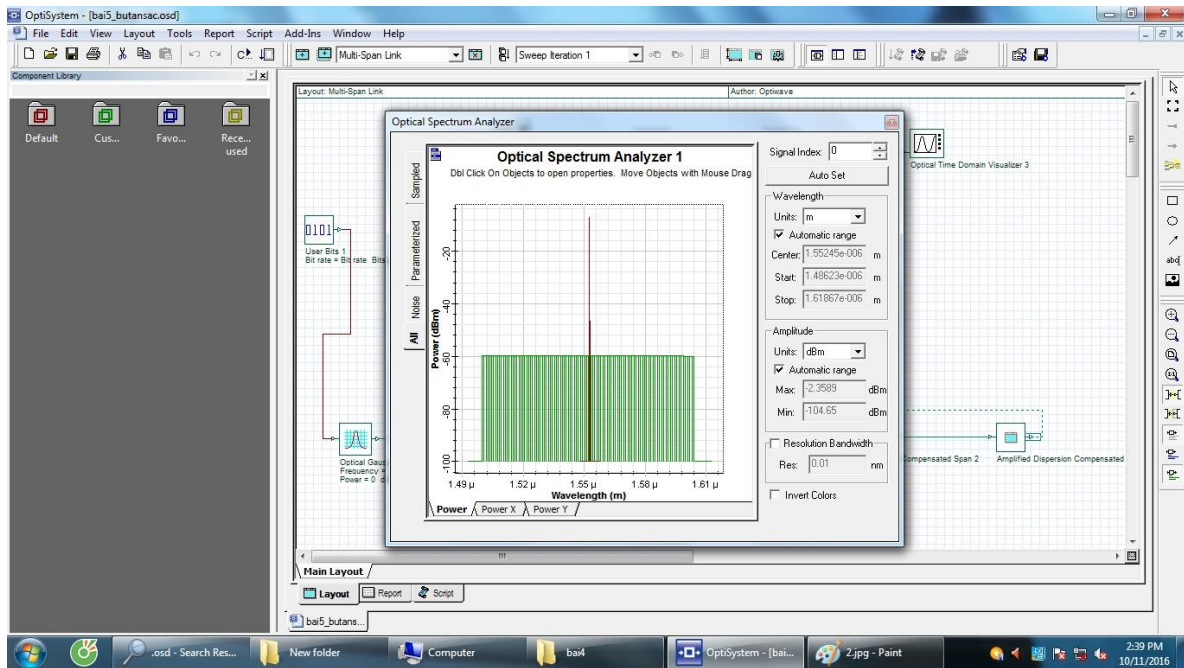 OptiSystem - [bai5_butansac.osd]
File Edit View Layout Tools Report Script Add-Ins Window Help
Multi-Span Link
Sweep Iteration 1
Component Library
Default
Cus...
Favo...
Rece... used
Layout: Multi-Span Link
Author: Optiwave
Optical Time Domain Visualizer 3
0101
User Bits 1
Bit rate = Bit rate Bits
Optical Gaus
Frequency =
Power = 0 d
Compensated Span 2
Amplified Dispersion Compensated
Optical Spectrum Analyzer
Sampled
Parameterized
Noise
All
Optical Spectrum Analyzer 1
Dbl Click On Objects to open properties. Move Objects with Mouse Drag
Power (dBm)
-20
-40
-60
-80
-100
1.49 µ 1.52 µ 1.55 µ 1.58 µ 1.61 µ
Wavelength (m)
Power Power X Power Y
Signal Index: 0
Auto Set
Wavelength
Units: m
Automatic range
Center: 1.55245e-006 m
Start: 1.48623e-006 m
Stop: 1.61867e-006 m
Amplitude
Units: dBm
Automatic range
Max: -2.3589 dBm
Min: -104.65 dBm
Resolution Bandwidth
Res: 0.01 nm
Invert Colors
abc
Main Layout
Layout Report Script
bai5_butans...
.osd - Search Res...
New folder
Computer
bai4
OptiSystem - [bai...
2.jpg - Paint
2:39 PM
10/11/2016